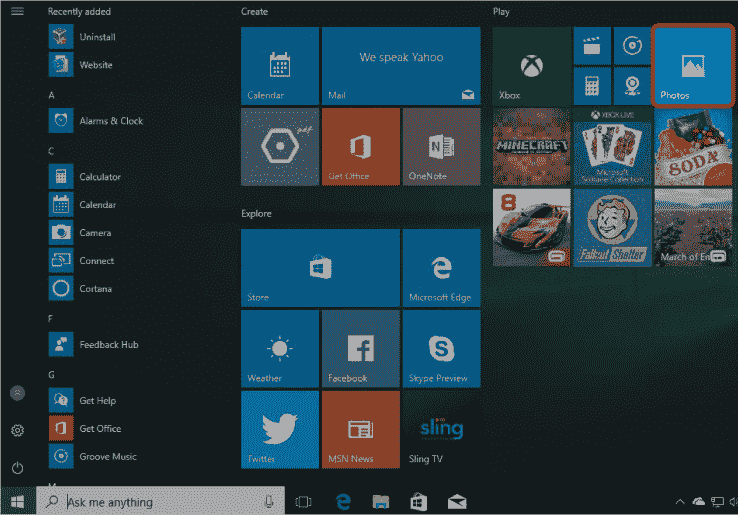 Recently added
Uninstall
Website
A
Alarms & Clock
C
Calculator
Calendar
Camera
Connect
Cortana
F
Feedback Hub
G
Get Help
Get Office
Groove Music
Create
We speak Yahoo
Calendar
Mail
pdf
Get Office
OneNote
Explore
Store
Microsoft Edge
Weather
Facebook
Skype Preview
Twitter
MSN News
sling
Sling TV
Play
Xbox
Photos
MINECRAFT
XBOX LIVE
Microsoft
Solitaire Collection
SODA
8
Fallout Shelter
March of Em
Ask me anything